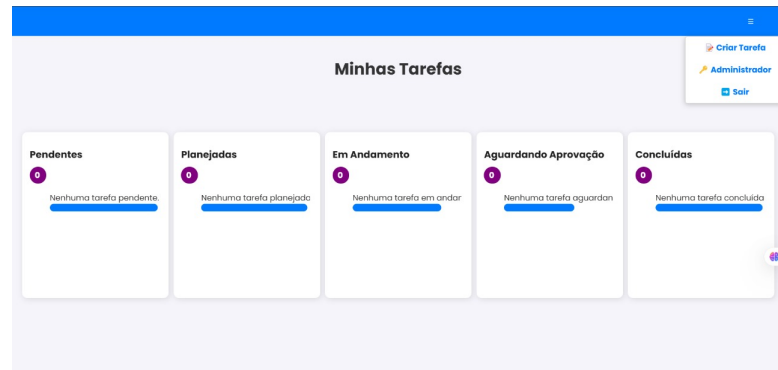 Criar Tarefa
Administrador
Sair
Minhas Tarefas
Pendentes
0
Nenhuma tarefa pendente.
Planejadas
0
Nenhuma tarefa planejada
Em Andamento
0
Nenhuma tarefa em andar
Aguardando Aprovação
0
Nenhuma tarefa aguardan
Concluídas
0
Nenhuma tarefa concluida